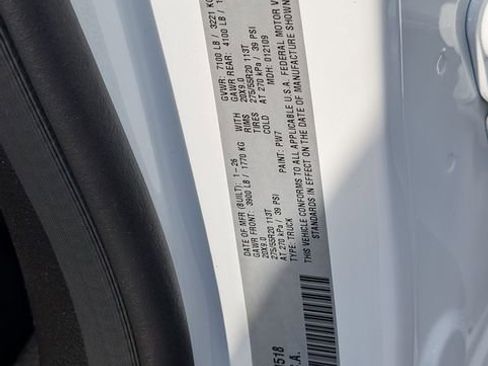 DATE OF MFR (BUILT): 1-26 GVWR: 7100 LB / 3221 KG
GAWR FRONT: 3900 LB / 1770 KG WITH GAWR REAR: 4100 LB /
20X9.0 RIMS 20X9.0
275/55R20 113T TIRES 275/55R20 113T
AT 270 kPa / 39 PSI COLD AT 270 kPa / 39 PSI
TYPE: TRUCK PAINT: PW7 MDH: 012109
THIS VEHICLE CONFORMS TO ALL APPLICABLE U.S.A. FEDERAL MOTOR
STANDARDS IN EFFECT ON THE DATE OF MANUFACTURE SHOWN
518
.A.